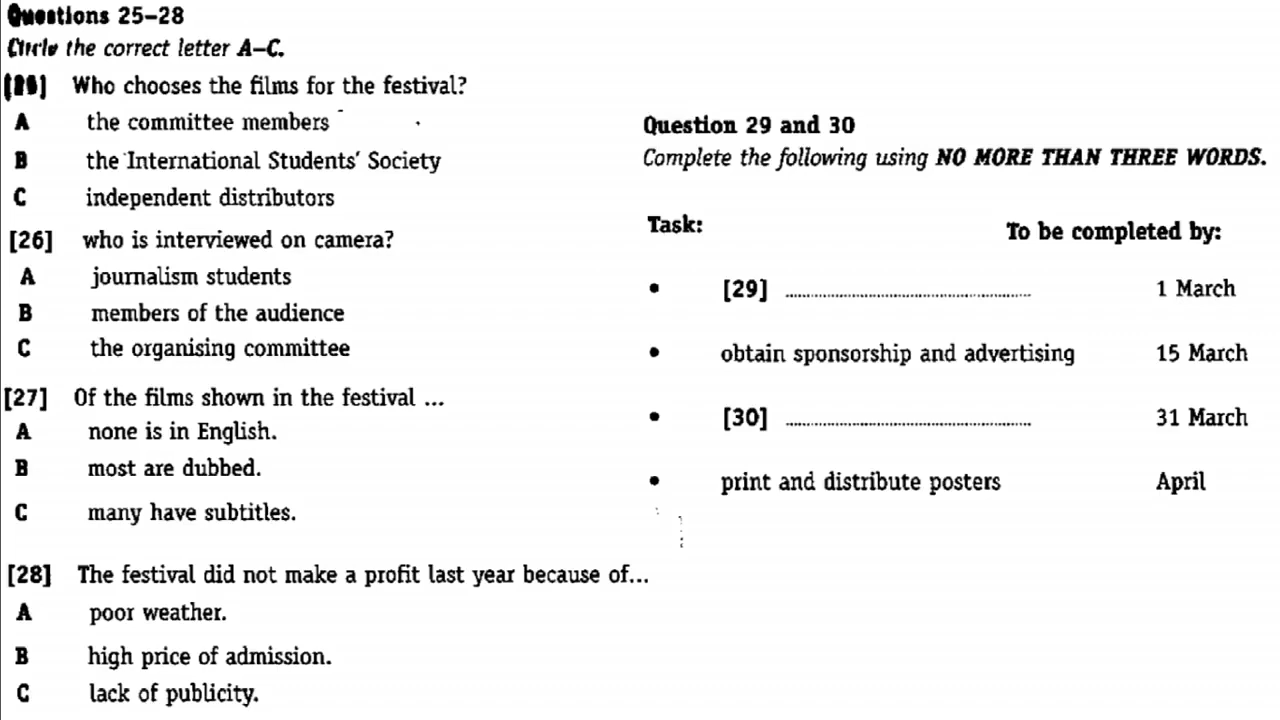 Questions 25–28
Circle the correct letter A–C.
[25] Who chooses the films for the festival?
A the committee members
B the International Students' Society
C independent distributors
[26] who is interviewed on camera?
A journalism students
B members of the audience
C the organising committee
[27] Of the films shown in the festival ...
A none is in English.
B most are dubbed.
C many have subtitles.
[28] The festival did not make a profit last year because of...
A poor weather.
B high price of admission.
C lack of publicity.
Question 29 and 30
Complete the following using NO MORE THAN THREE WORDS.
Task: To be completed by:
• [29] ................................................ 1 March
• obtain sponsorship and advertising 15 March
• [30] ................................................ 31 March
• print and distribute posters April